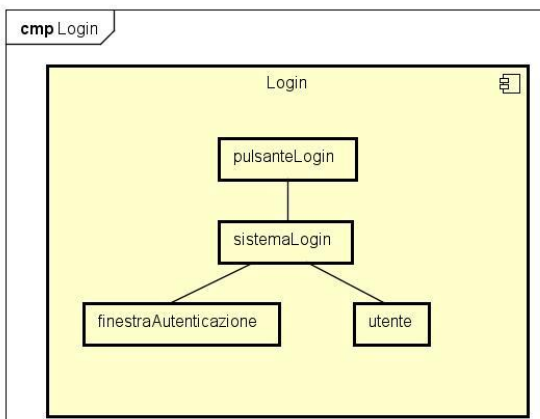 cmp Login
Login
pulsanteLogin
sistemaLogin
finestraAutenticazione
utente